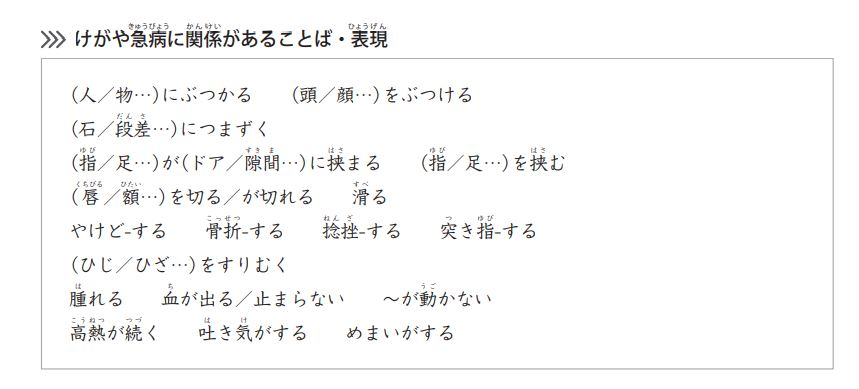 >>> けがや急病に関係があることば・表現
(人／物…)にぶつかる　(頭／顔…)をぶつける
(石／段差…)につまずく
(指／足…)が(ドア／隙間…)に挟まる　(指／足…)を挟む
(唇／額…)を切る／が切れる　滑る
やけど-する　骨折-する　捻挫-する　突き指-する
(ひじ／ひざ…)をすりむく
腫れる　血が出る／止まらない　～が動かない
高熱が続く　吐き気がする　めまいがする